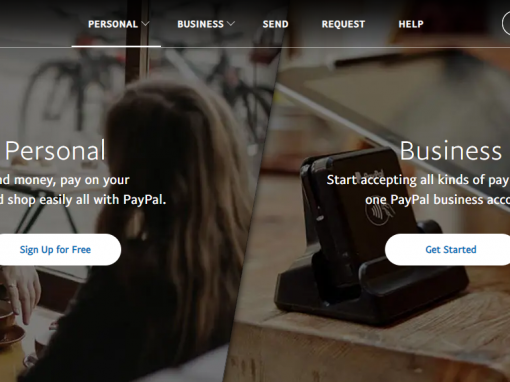 PERSONAL BUSINESS SEND REQUEST HELP
Personal
nd money, pay on your
d shop easily all with PayPal.
Sign Up for Free
Business
Start accepting all kinds of pay
one PayPal business acco
Get Started